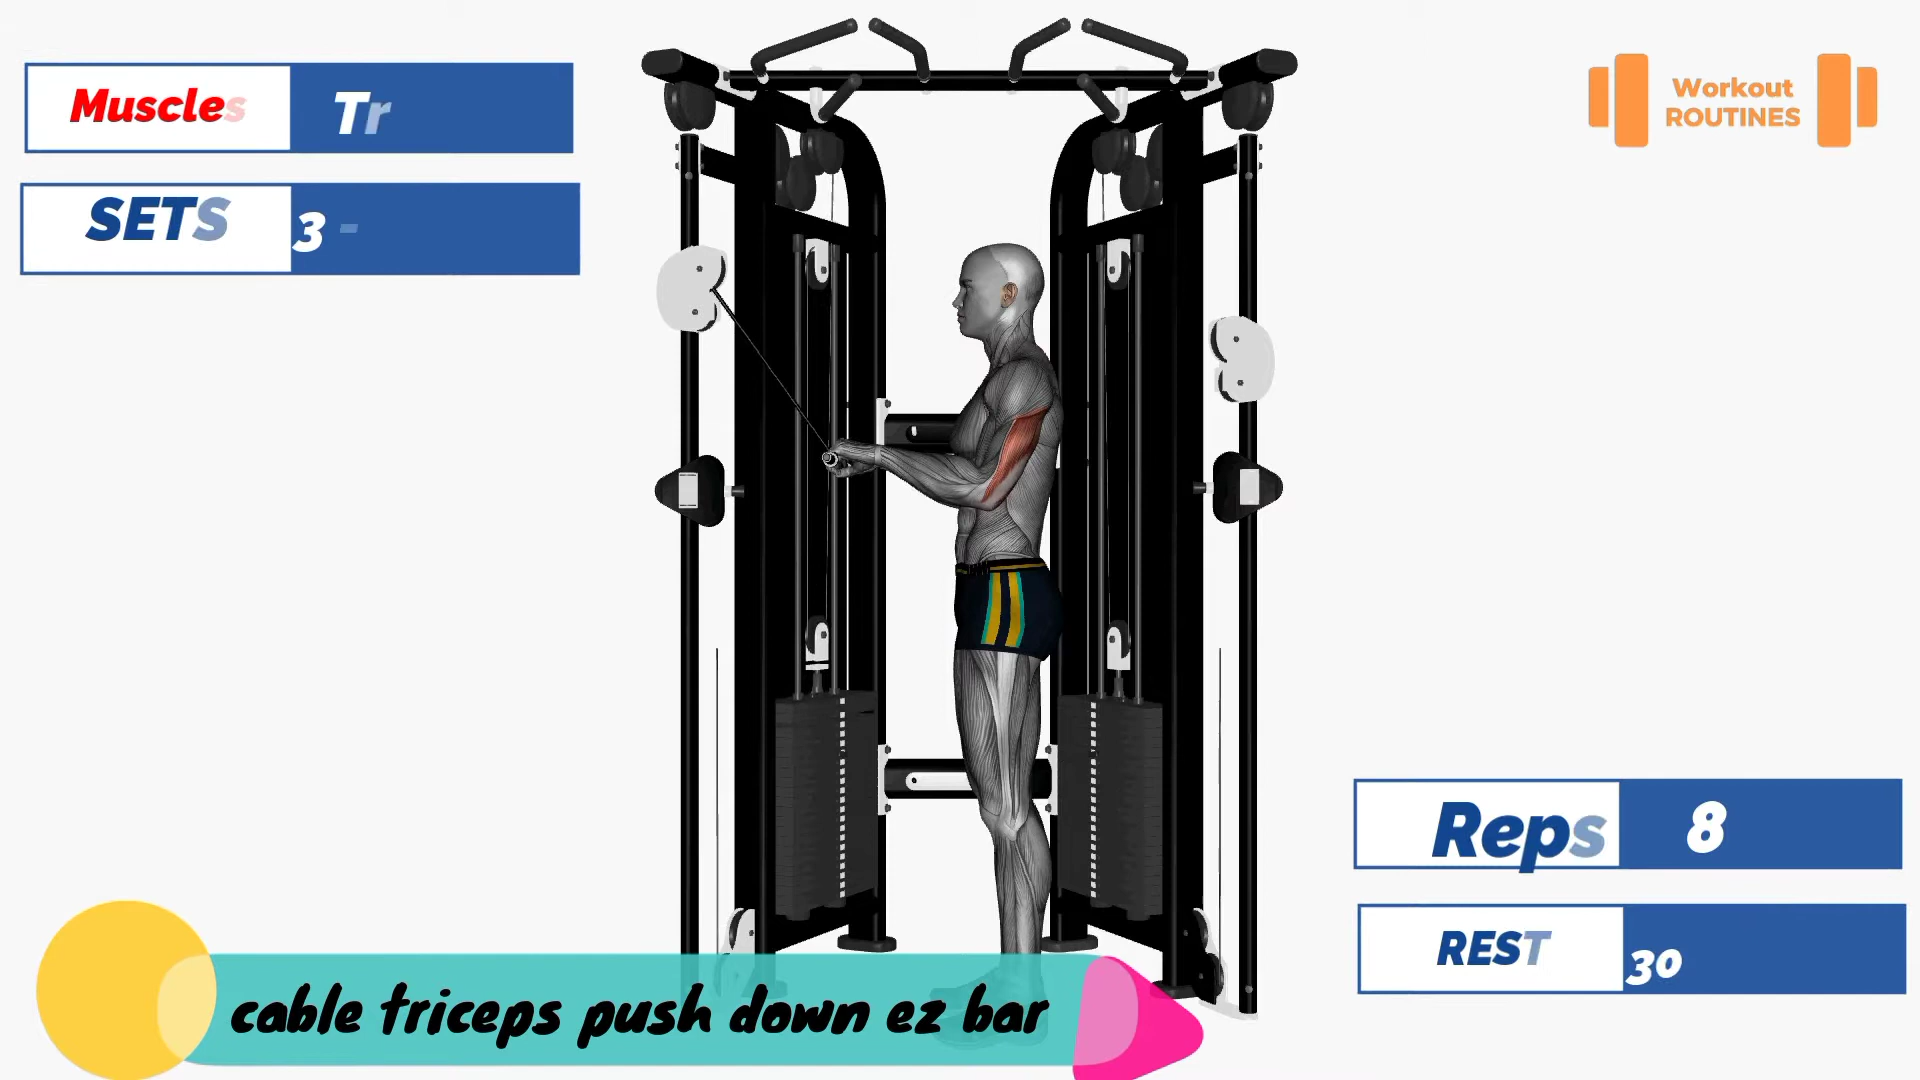 Muscles Tr
SETS 3 -
Workout
ROUTINES
Reps 8
REST 30
cable triceps push down ez bar